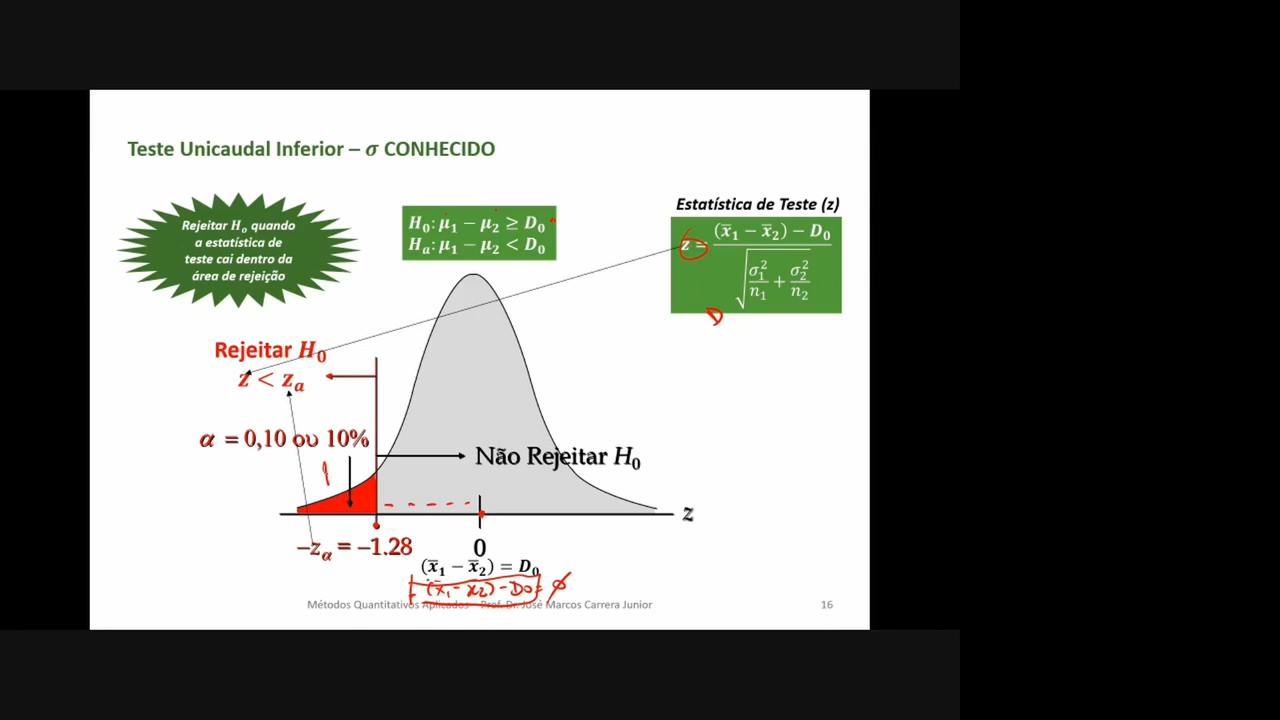 Teste Unicaudal Inferior – σ CONHECIDO
Rejeitar H₀ quando
a estatística de
teste cai dentro da
área de rejeição
H₀: μ₁ − μ₂ ≥ D₀
Hₐ: μ₁ − μ₂ < D₀
Estatística de Teste (z)
z = (x̄₁ − x̄₂) − D₀
√ σ₁²/n₁ + σ₂²/n₂
D
Rejeitar H₀
z < zₐ
α = 0,10 ou 10%
Não Rejeitar H₀
z
–zα = –1.28
0
(x̄₁ − x̄₂) = D₀
(x̄₁ - x̄₂) - D0 = ϕ
Métodos Quantitativos Aplicados - Prof. Dr. José Marcos Carrera Junior
16